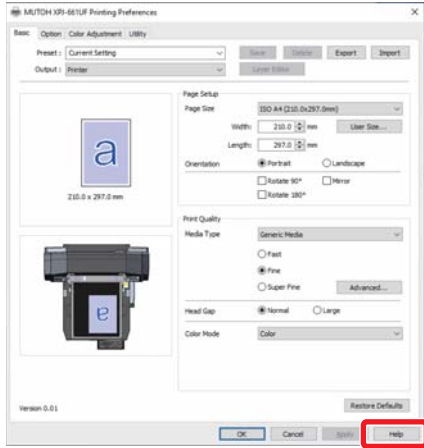 MUTOH XPJ-661UF Printing Preferences
Basic Option Color Adjustment Utility
Preset : Current Setting Save Delete Export Import
Output : Printer Layer Editor
Page Setup
Page Size ISO A4 (210.0x297.0mm)
Width: 210.0 mm User Size...
Length: 297.0 mm
Orientation Portrait Landscape
Rotate 90° Mirror
Rotate 180°
a
210.0 x 297.0 mm
Print Quality
Media Type Generic Media
Fast
Fine
Super Fine Advanced...
Head Gap Normal Large
Color Mode Color
a
Version 0.01 Restore Defaults
OK Cancel Apply Help